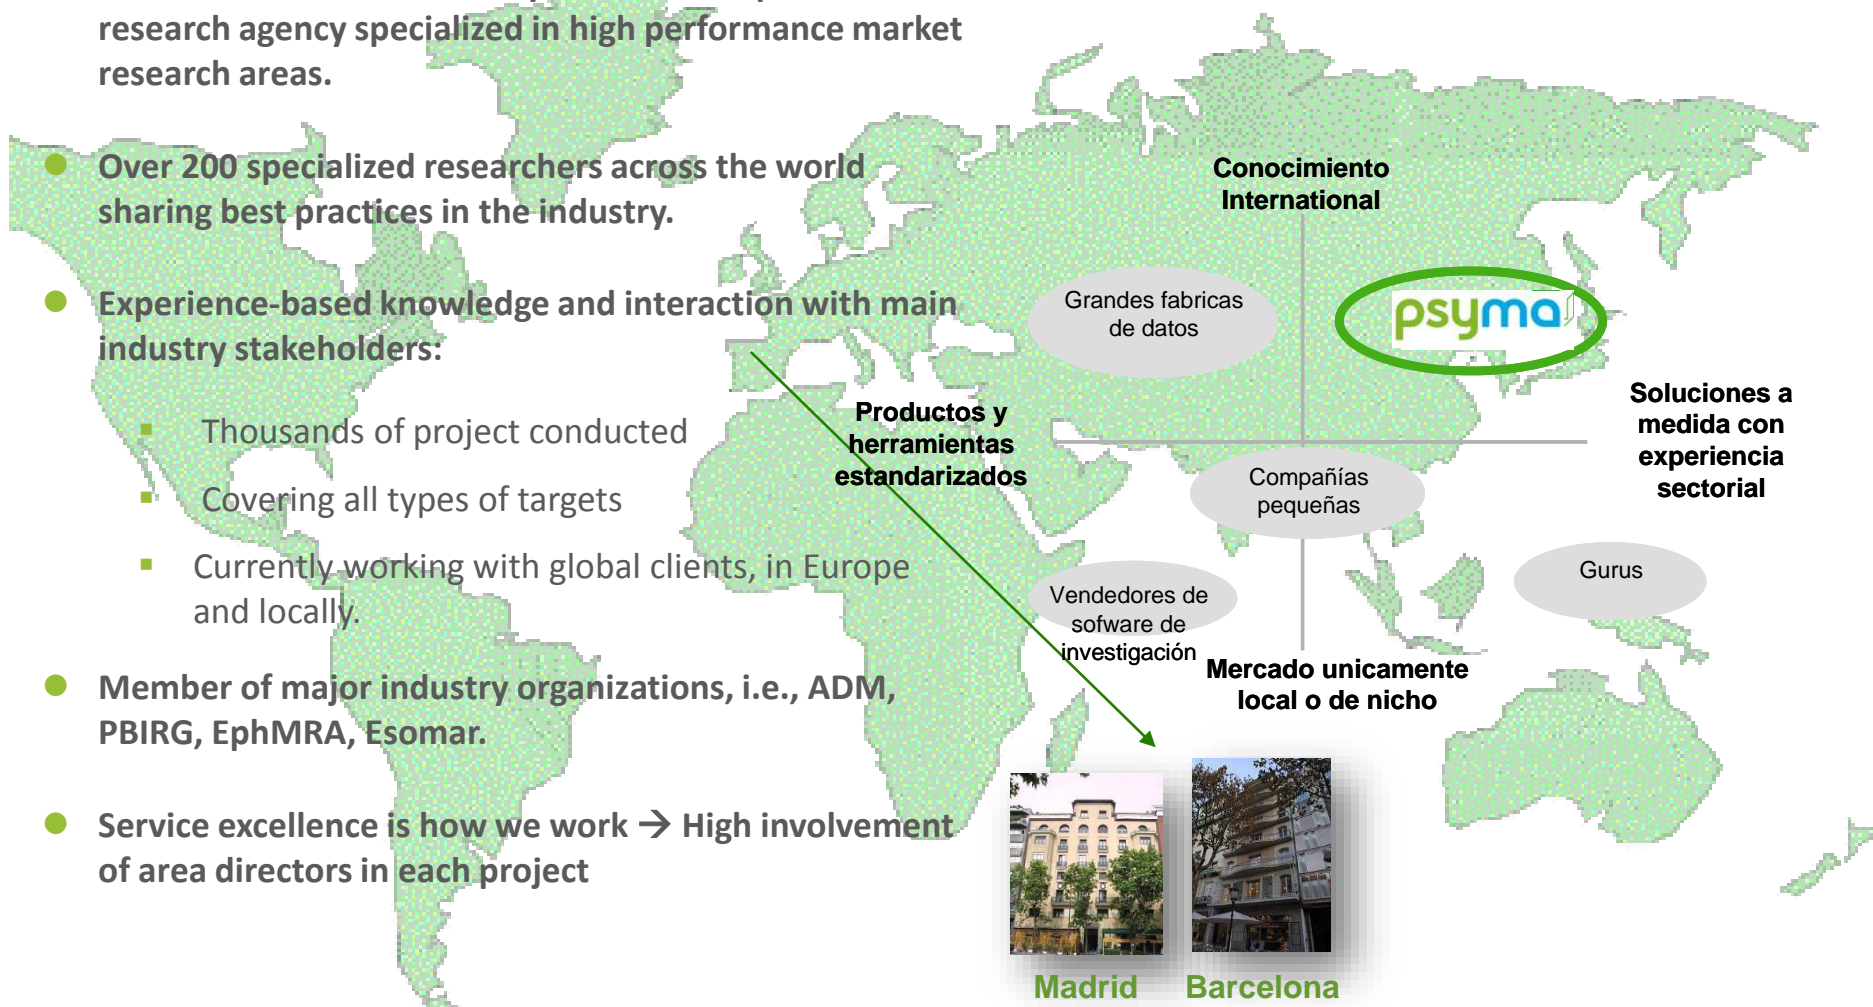 research agency specialized in high performance market
research areas.
Over 200 specialized researchers across the world
sharing best practices in the industry.
Experience-based knowledge and interaction with main
industry stakeholders:
Thousands of project conducted
Covering all types of targets
Currently working with global clients, in Europe
and locally.
Member of major industry organizations, i.e., ADM,
PBIRG, EphMRA, Esomar.
Service excellence is how we work → High involvement
of area directors in each project
Conocimiento
International
Grandes fabricas
de datos
psyma
Productos y
herramientas
estandarizados
Soluciones a
medida con
experiencia
sectorial
Compañías
pequeñas
Vendedores de
sofware de
investigación
Gurus
Mercado unicamente
local o de nicho
Madrid
Barcelona